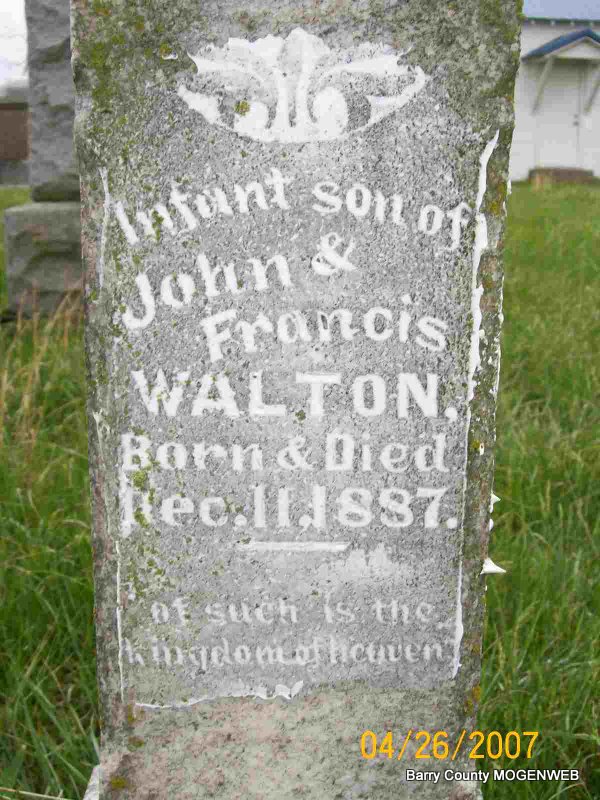 Infant son of
John &
Francis
WALTON,
Born & Died
Dec. 11, 1887.
of such is the
kingdom of heaven
04/26/2007
Barry County MOGENWEB